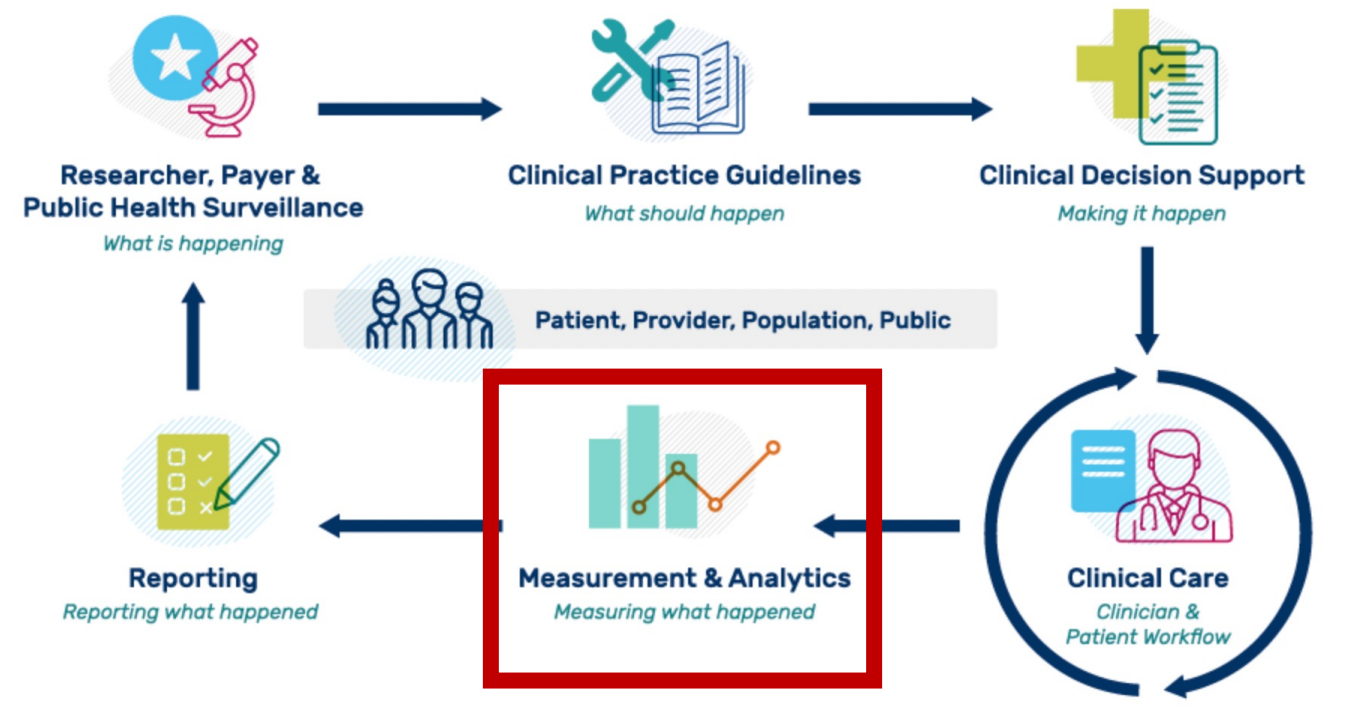 Researcher, Payer &
Public Health Surveillance
What is happening
Clinical Practice Guidelines
What should happen
Clinical Decision Support
Making it happen
Patient, Provider, Population, Public
Reporting
Reporting what happened
Measurement & Analytics
Measuring what happened
Clinical Care
Clinician &
Patient Workflow